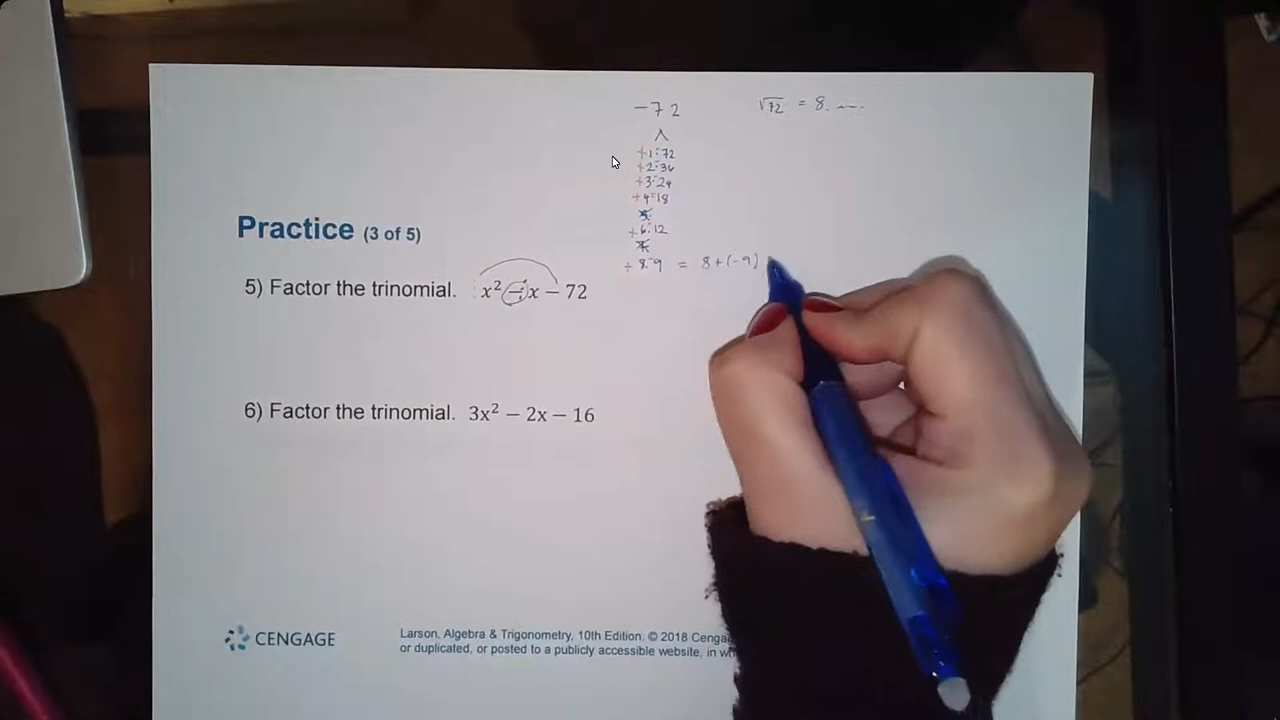 -72 √72 = 8. ....
+1·-72
+2·-36
+3·-24
+4·-18
5·
+6·-12
7
+8·-9 = 8+(-9)
Practice (3 of 5)
5) Factor the trinomial. x² − x − 72
6) Factor the trinomial. 3x² − 2x − 16
CENGAGE
Larson, Algebra & Trigonometry, 10th Edition. © 2018
or duplicated, or posted to a publicly accessible website, in